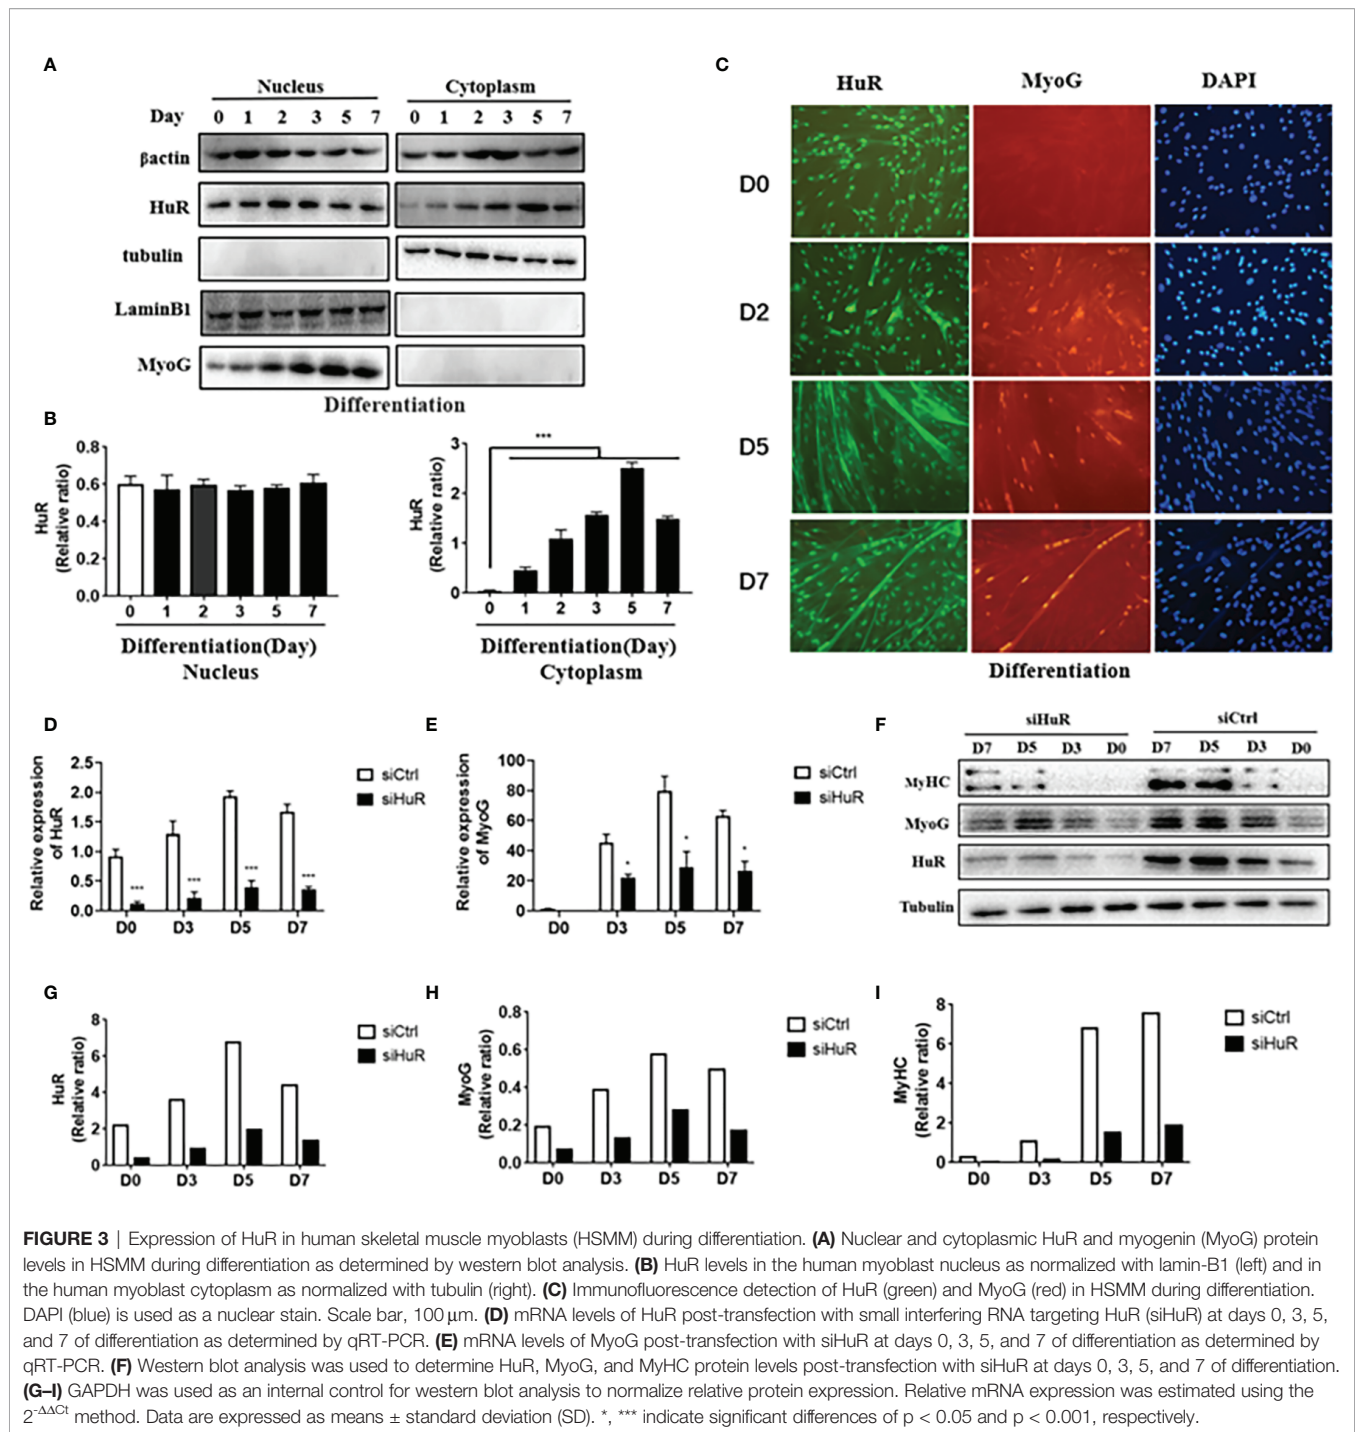 A
Nucleus Cytoplasm
Day 0 1 2 3 5 7 0 1 2 3 5 7
βactin
HuR
tubulin
LaminB1
MyoG
Differentiation
B
HuR
(Relative ratio)
0.8
0.6
0.4
0.2
0.0
0 1 2 3 5 7
Differentiation(Day)
Nucleus
HuR
(Relative ratio)
3
2
1
0
***
0 1 2 3 5 7
Differentiation(Day)
Cytoplasm
C
HuR MyoG DAPI
D0
D2
D5
D7
Differentiation
D
Relative expression
of HuR
2.5
2.0
1.5
1.0
0.5
0.0
*** *** *** ***
D0 D3 D5 D7
siCtrl
siHuR
E
Relative expression
of MyoG
100
80
60
40
20
0
* * *
D0 D3 D5 D7
siCtrl
siHuR
F
siHuR siCtrl
D7 D5 D3 D0 D7 D5 D3 D0
MyHC
MyoG
HuR
Tubulin
G
HuR
(Relative ratio)
8
6
4
2
0
D0 D3 D5 D7
siCtrl
siHuR
H
MyoG
(Relative ratio)
0.8
0.6
0.4
0.2
0.0
D0 D3 D5 D7
siCtrl
siHuR
I
MyHC
(Relative ratio)
8
6
4
2
0
D0 D3 D5 D7
siCtrl
siHuR
FIGURE 3 | Expression of HuR in human skeletal muscle myoblasts (HSMM) during differentiation. (A) Nuclear and cytoplasmic HuR and myogenin (MyoG) protein
levels in HSMM during differentiation as determined by western blot analysis. (B) HuR levels in the human myoblast nucleus as normalized with lamin-B1 (left) and in
the human myoblast cytoplasm as normalized with tubulin (right). (C) Immunofluorescence detection of HuR (green) and MyoG (red) in HSMM during differentiation.
DAPI (blue) is used as a nuclear stain. Scale bar, 100 μm. (D) mRNA levels of HuR post-transfection with small interfering RNA targeting HuR (siHuR) at days 0, 3, 5,
and 7 of differentiation as determined by qRT-PCR. (E) mRNA levels of MyoG post-transfection with siHuR at days 0, 3, 5, and 7 of differentiation as determined by
qRT-PCR. (F) Western blot analysis was used to determine HuR, MyoG, and MyHC protein levels post-transfection with siHuR at days 0, 3, 5, and 7 of differentiation.
(G–I) GAPDH was used as an internal control for western blot analysis to normalize relative protein expression. Relative mRNA expression was estimated using the
2-ΔΔCt method. Data are expressed as means ± standard deviation (SD). *, *** indicate significant differences of p < 0.05 and p < 0.001, respectively.